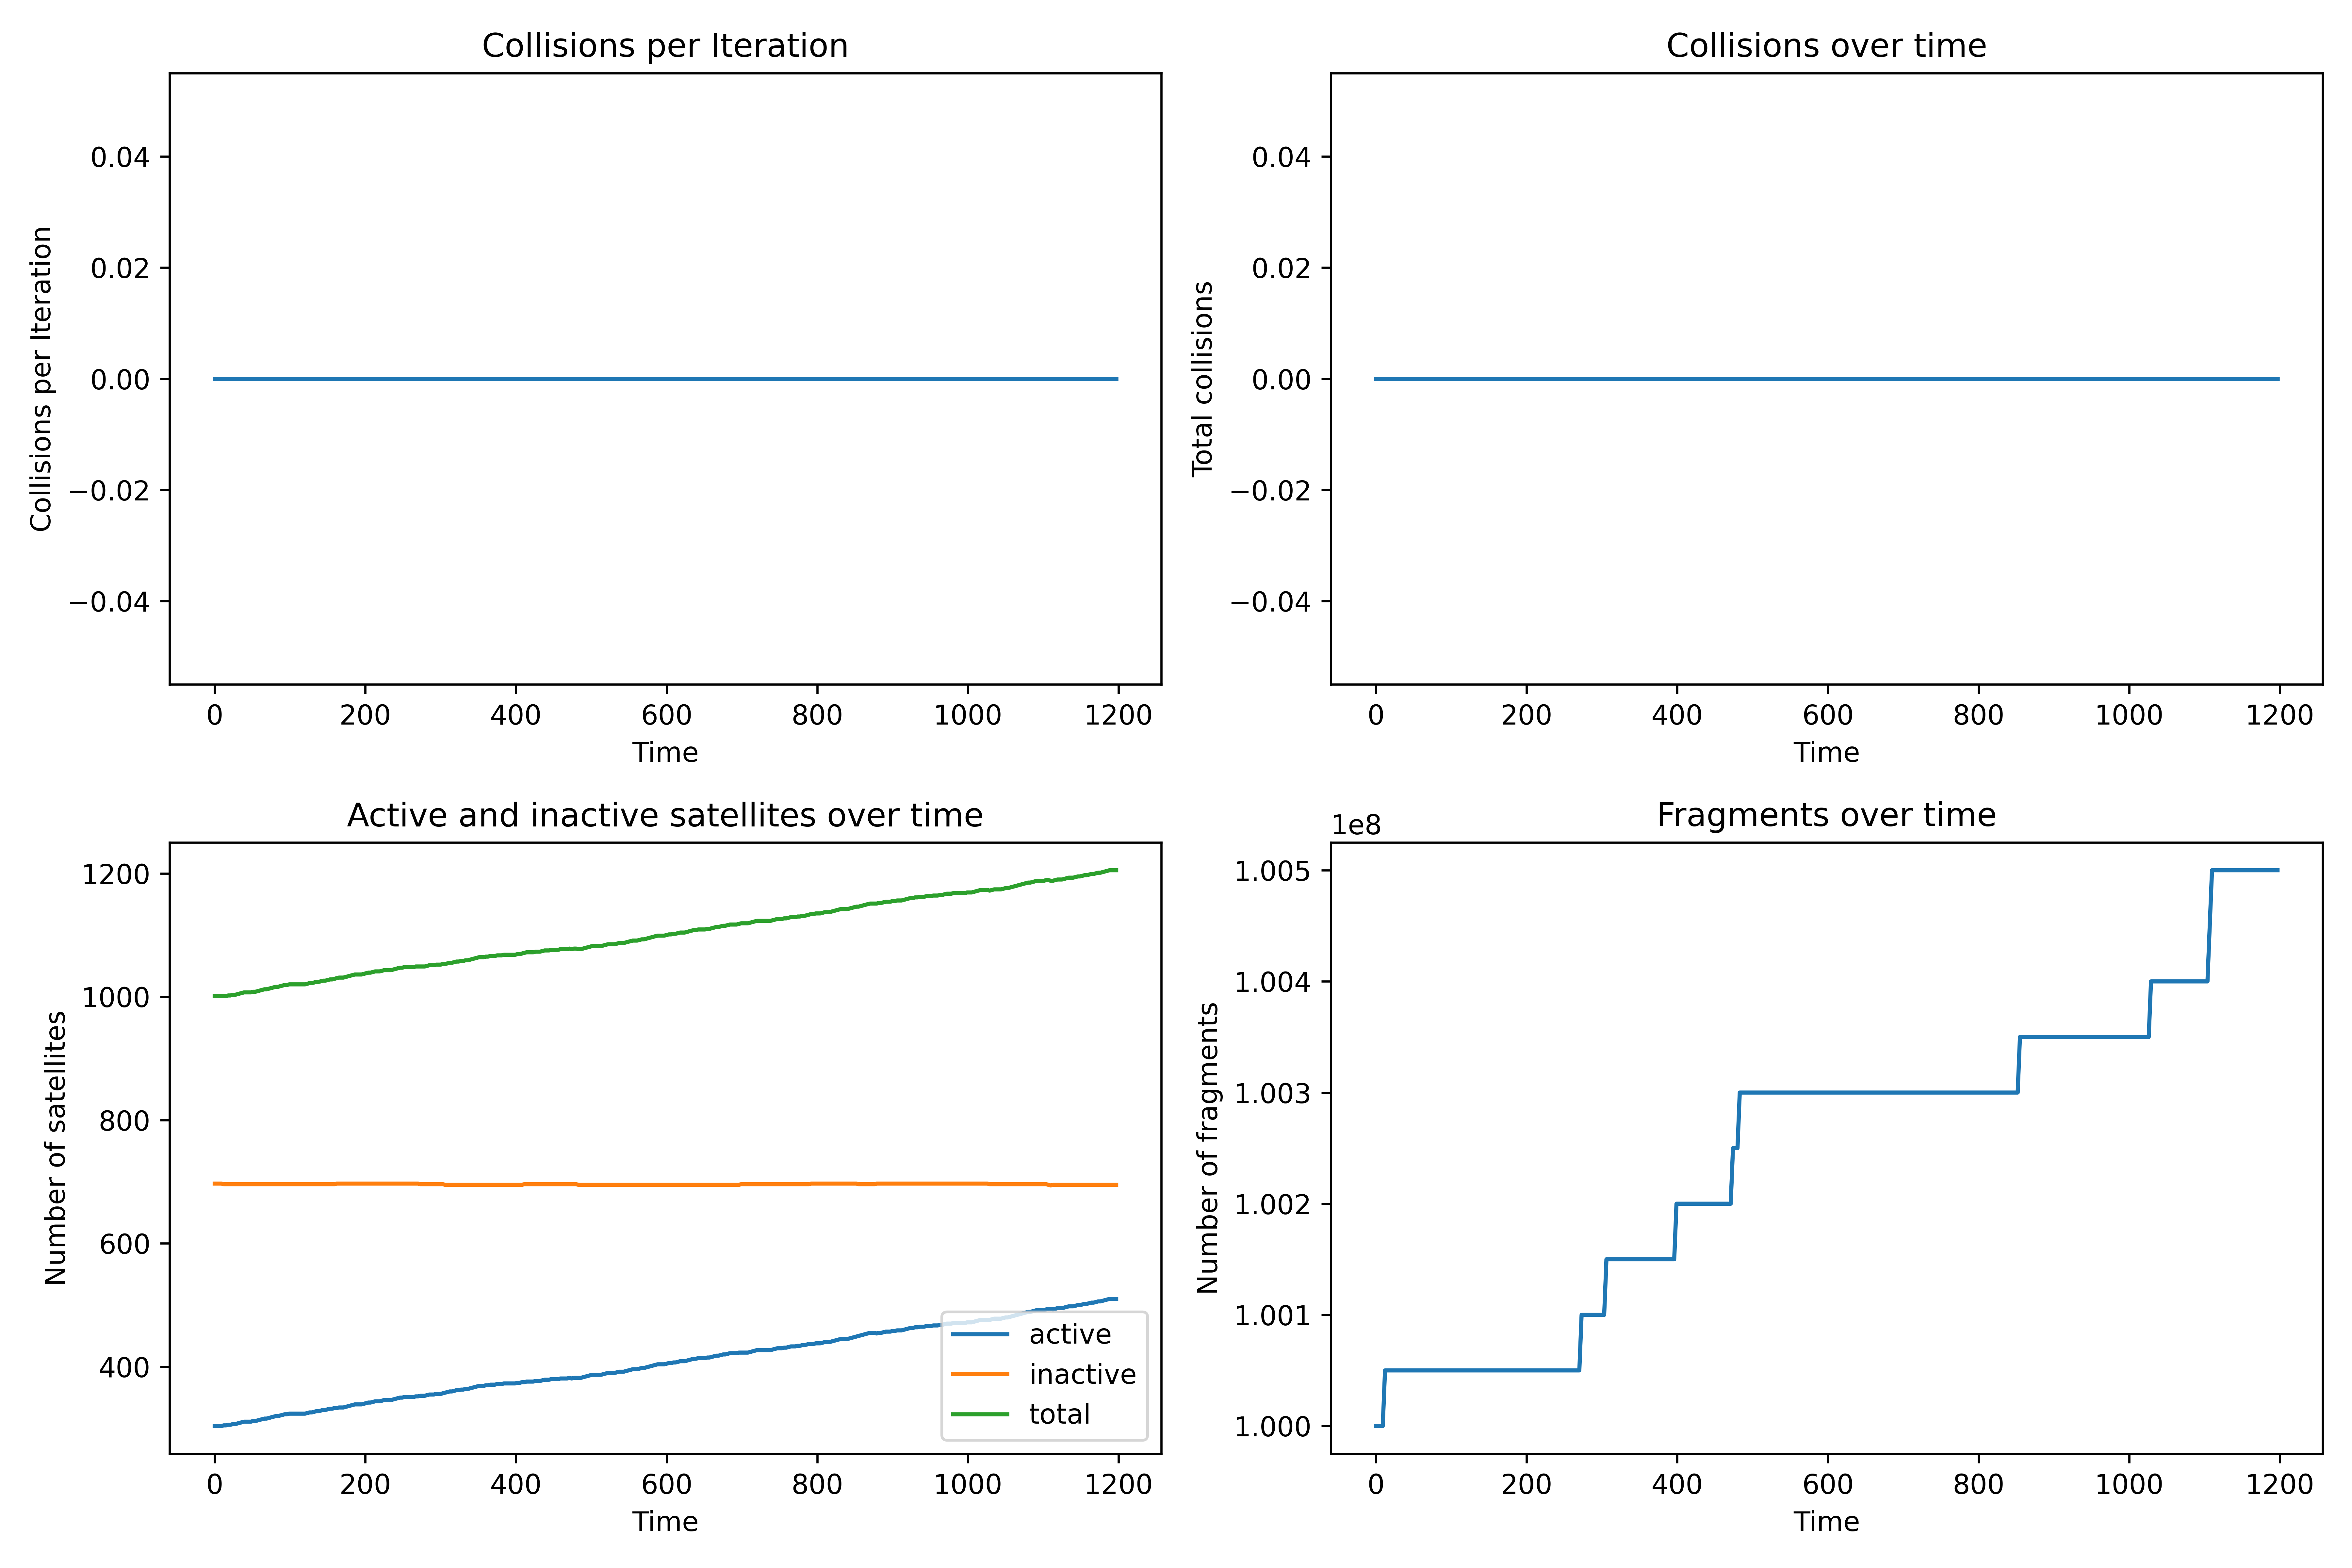 Collisions per Iteration
Collisions per Iteration
0.04
0.02
0.00
−0.02
−0.04
0 200 400 600 800 1000 1200
Time
Collisions over time
Total collisions
0.04
0.02
0.00
−0.02
−0.04
0 200 400 600 800 1000 1200
Time
Active and inactive satellites over time
Number of satellites
1200
1000
800
600
400
active
inactive
total
0 200 400 600 800 1000 1200
Time
Fragments over time
1e8
Number of fragments
1.005
1.004
1.003
1.002
1.001
1.000
0 200 400 600 800 1000 1200
Time